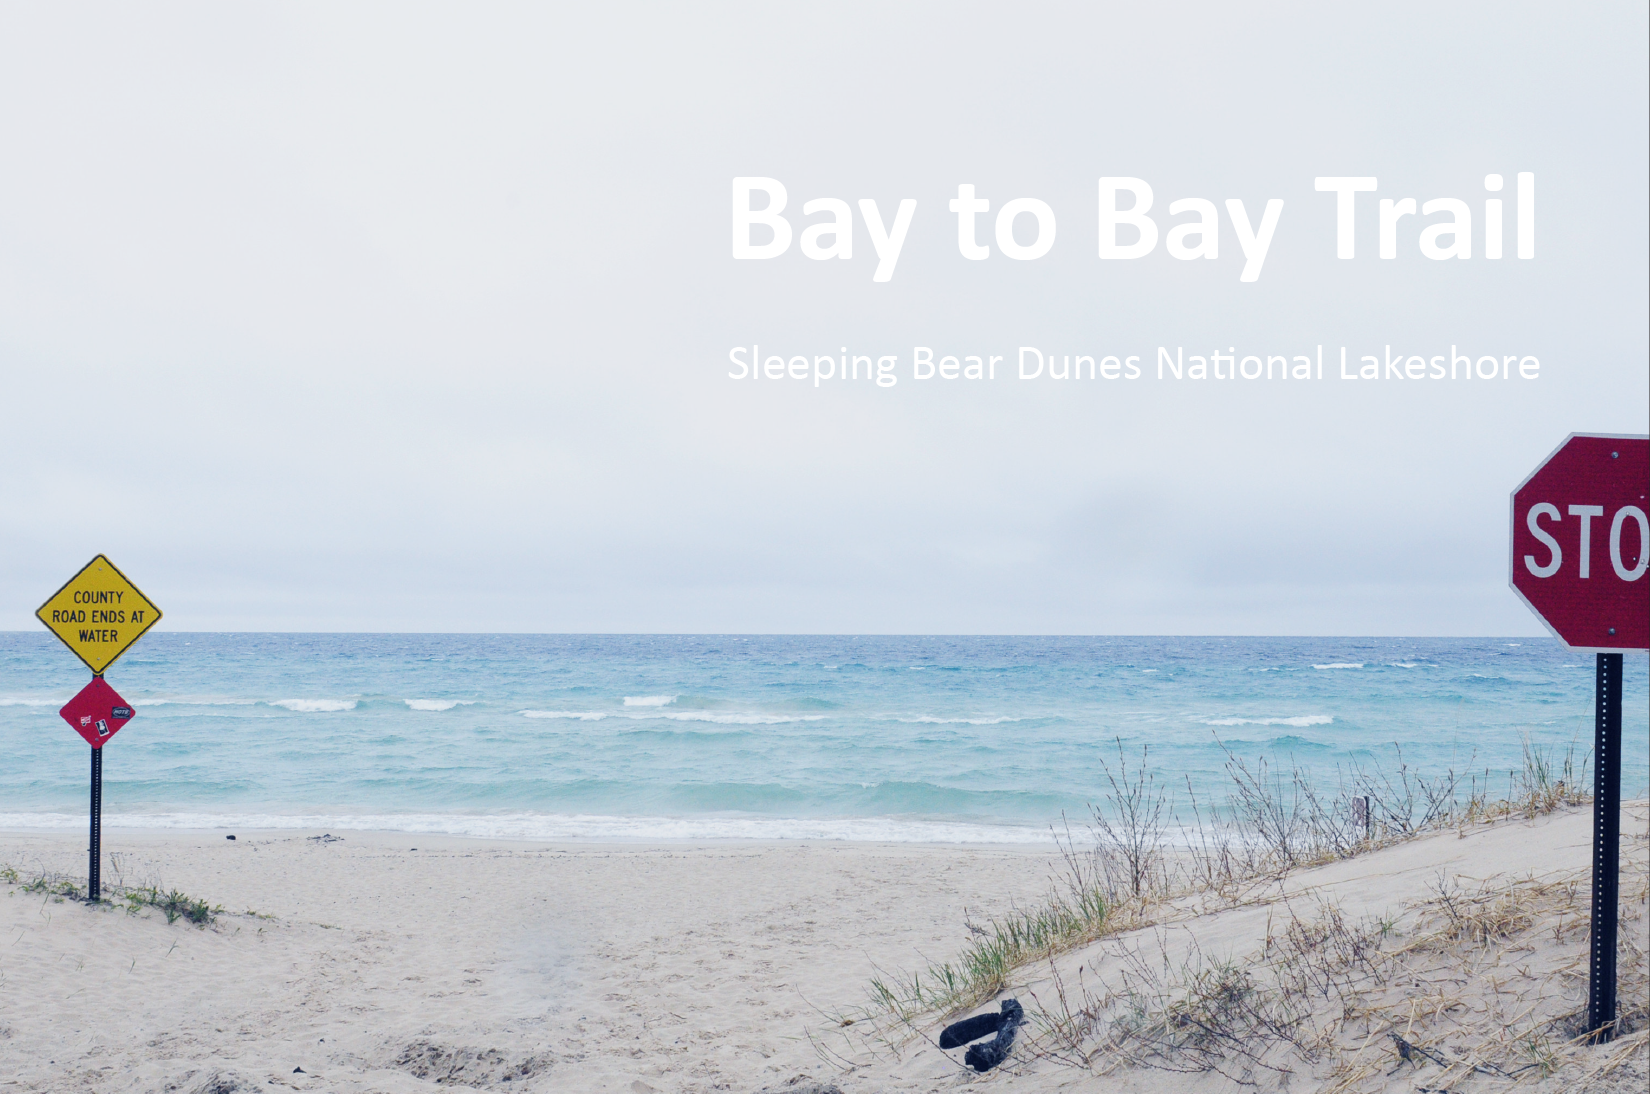 Bay to Bay Trail
Sleeping Bear Dunes National Lakeshore
STO
COUNTY
ROAD ENDS AT
WATER